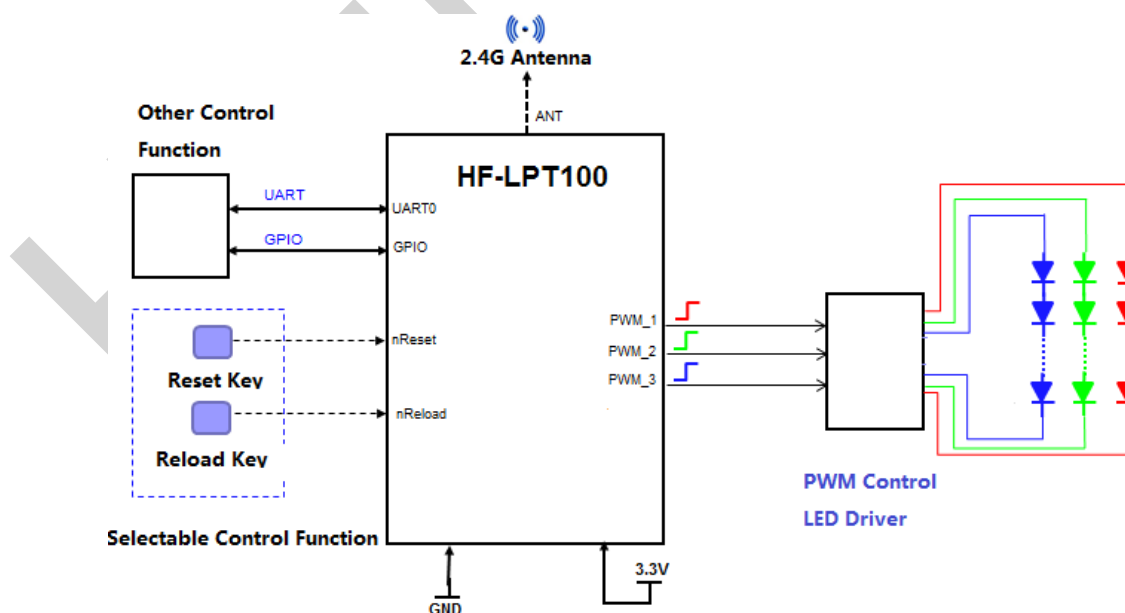 2.4G Antenna
ANT
Other Control
Function
HF-LPT100
UART
UART0
GPIO
GPIO
nReset
Reset Key
nReload
Reload Key
Selectable Control Function
PWM_1
PWM_2
PWM_3
PWM Control
LED Driver
3.3V
GND